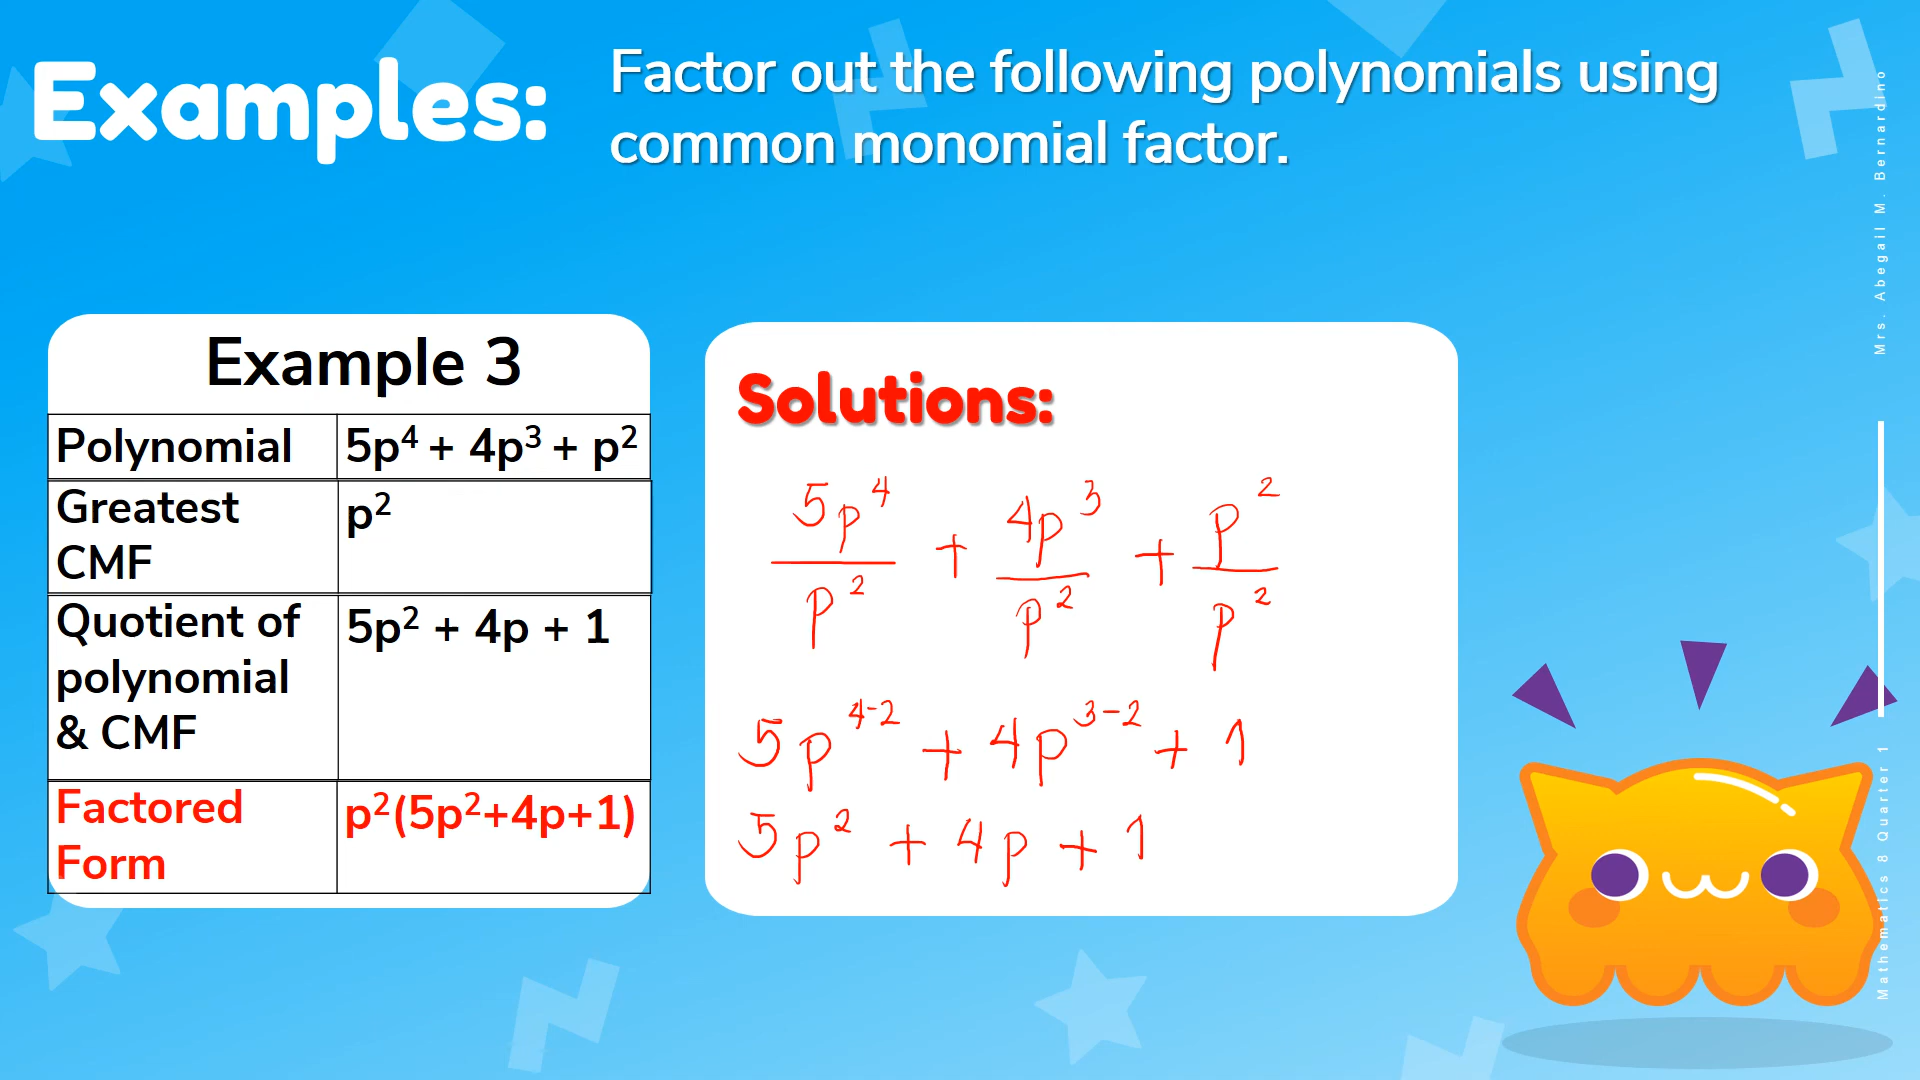 Examples:
Factor out the following polynomials using
common monomial factor.
Example 3
Polynomial 5p⁴ + 4p³ + p²
Greatest p²
CMF
Quotient of 5p² + 4p + 1
polynomial
& CMF
Factored p²(5p²+4p+1)
Form
Solutions:
5p⁴/p² + 4p³/p² + p²/p²
5p⁴⁻² + 4p³⁻² + 1
5p² + 4p + 1
Mrs. Abegail M. Bernardino
Mathematics 8 Quarter 1